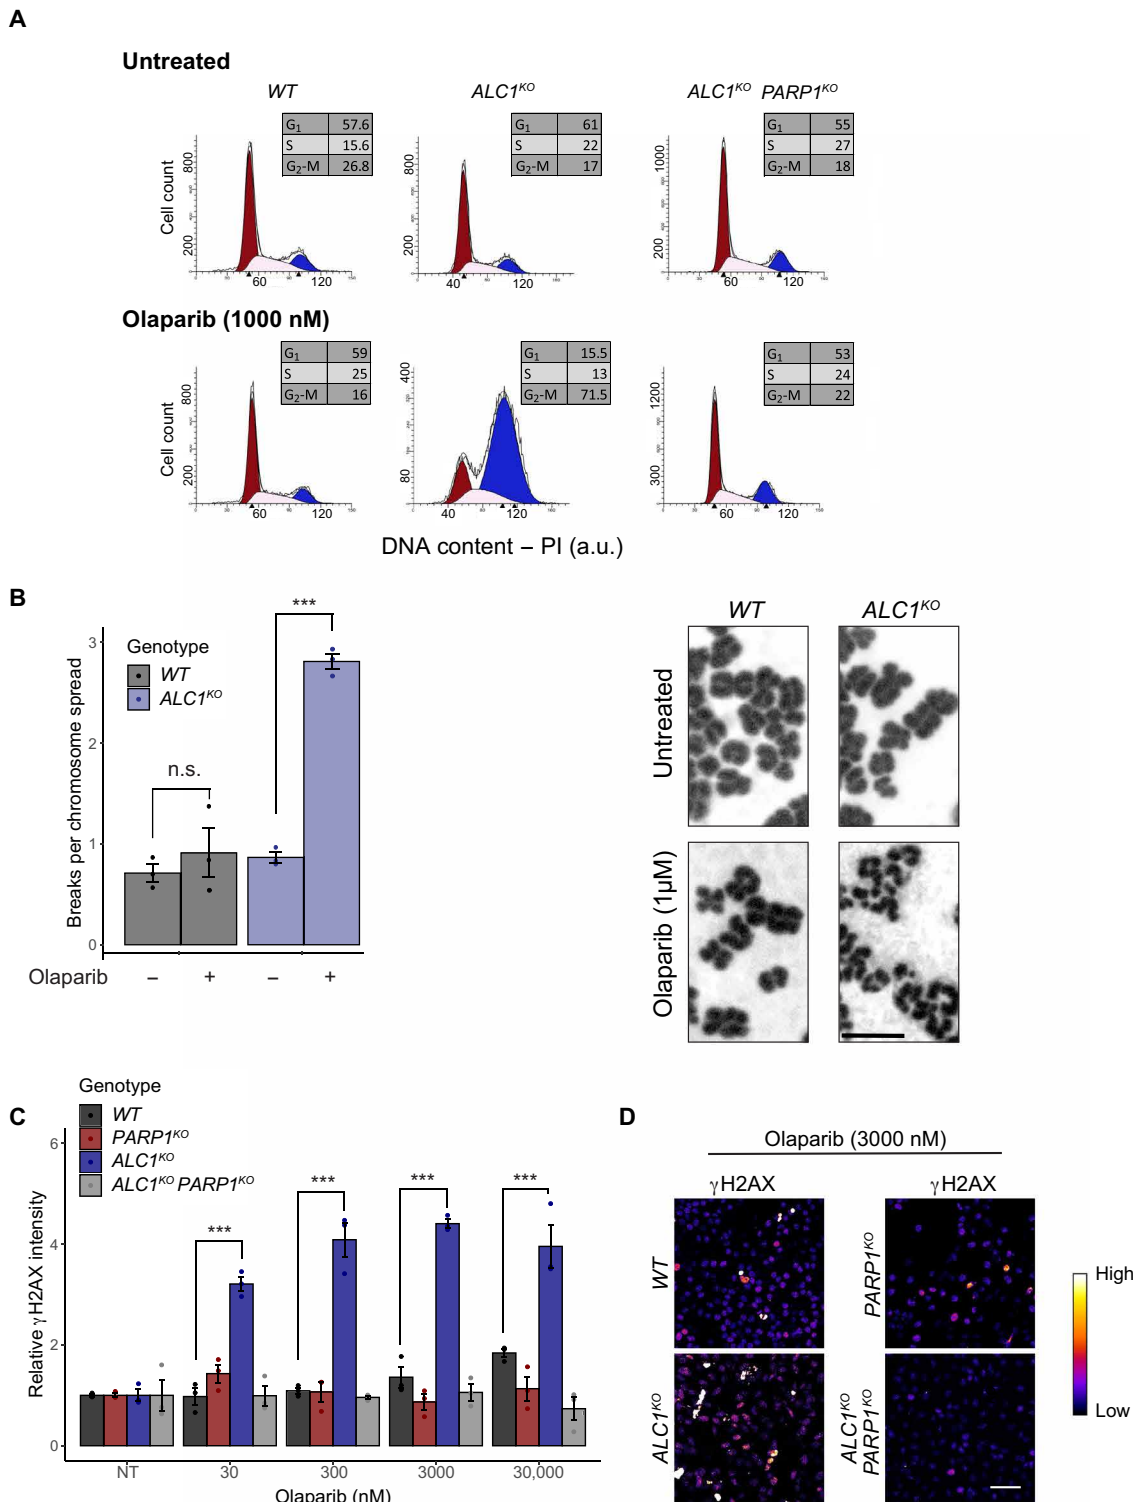 A
Untreated
WT
ALC1KO
ALC1KO PARP1KO
G1 57.6
S 15.6
G2-M 26.8
G1 61
S 22
G2-M 17
G1 55
S 27
G2-M 18
Cell count
800
200
60 120
800
200
40 120
1000
200
60 120
Olaparib (1000 nM)
G1 59
S 25
G2-M 16
G1 15.5
S 13
G2-M 71.5
G1 53
S 24
G2-M 22
Cell count
800
200
60 120
400
80
40 120
1200
300
60 120
DNA content – PI (a.u.)
B
Breaks per chromosome spread
3
2
1
0
Genotype
WT
ALC1KO
n.s.
***
Olaparib – + – +
WT ALC1KO
Untreated
Olaparib (1µM)
C
Genotype
WT
PARP1KO
ALC1KO
ALC1KO PARP1KO
Relative γH2AX intensity
6
4
2
0
*** *** *** ***
NT 30 300 3000 30,000
Olaparib (nM)
D
Olaparib (3000 nM)
γH2AX γH2AX
WT
PARP1KO
ALC1KO
ALC1KO
PARP1KO
High
Low